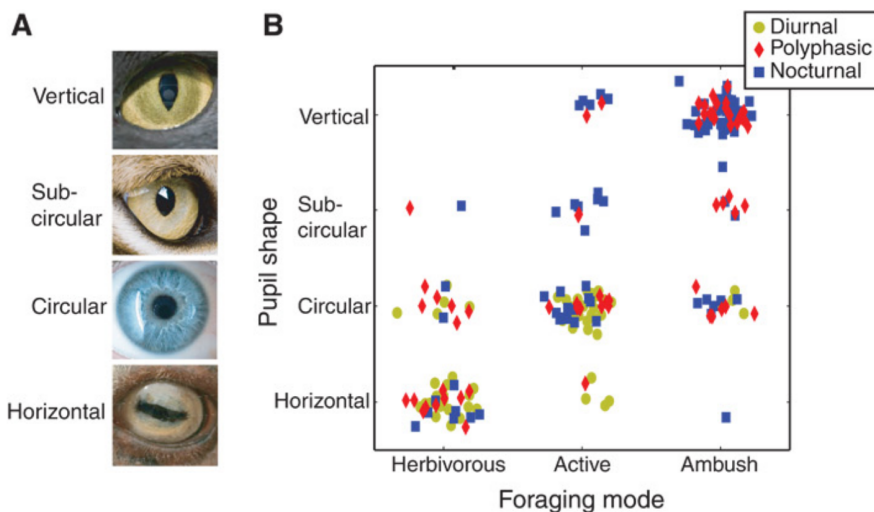 A
Vertical
Sub-
circular
Circular
Horizontal
B
Diurnal
Polyphasic
Nocturnal
Pupil shape
Vertical
Sub-
circular
Circular
Horizontal
Herbivorous Active Ambush
Foraging mode